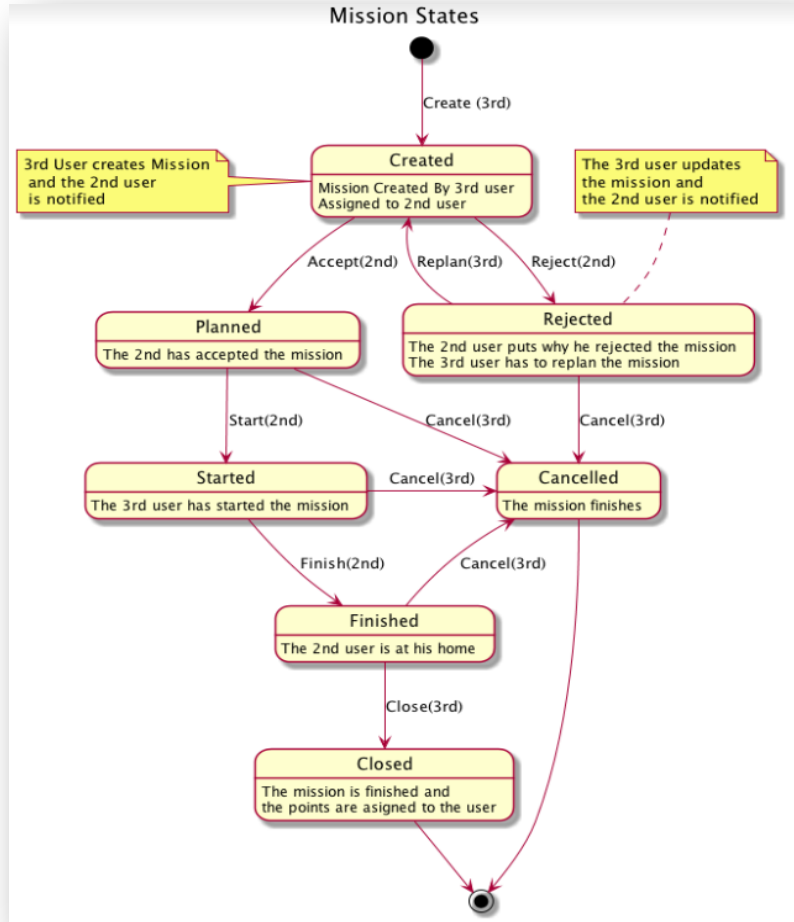 Mission States
Create (3rd)
3rd User creates Mission
and the 2nd user
is notified
Created
Mission Created By 3rd user
Assigned to 2nd user
The 3rd user updates
the mission and
the 2nd user is notified
Accept(2nd)
Replan(3rd)
Reject(2nd)
Planned
The 2nd has accepted the mission
Rejected
The 2nd user puts why he rejected the mission
The 3rd user has to replan the mission
Start(2nd)
Cancel(3rd)
Cancel(3rd)
Started
The 3rd user has started the mission
Cancel(3rd)
Cancelled
The mission finishes
Finish(2nd)
Cancel(3rd)
Finished
The 2nd user is at his home
Close(3rd)
Closed
The mission is finished and
the points are asigned to the user